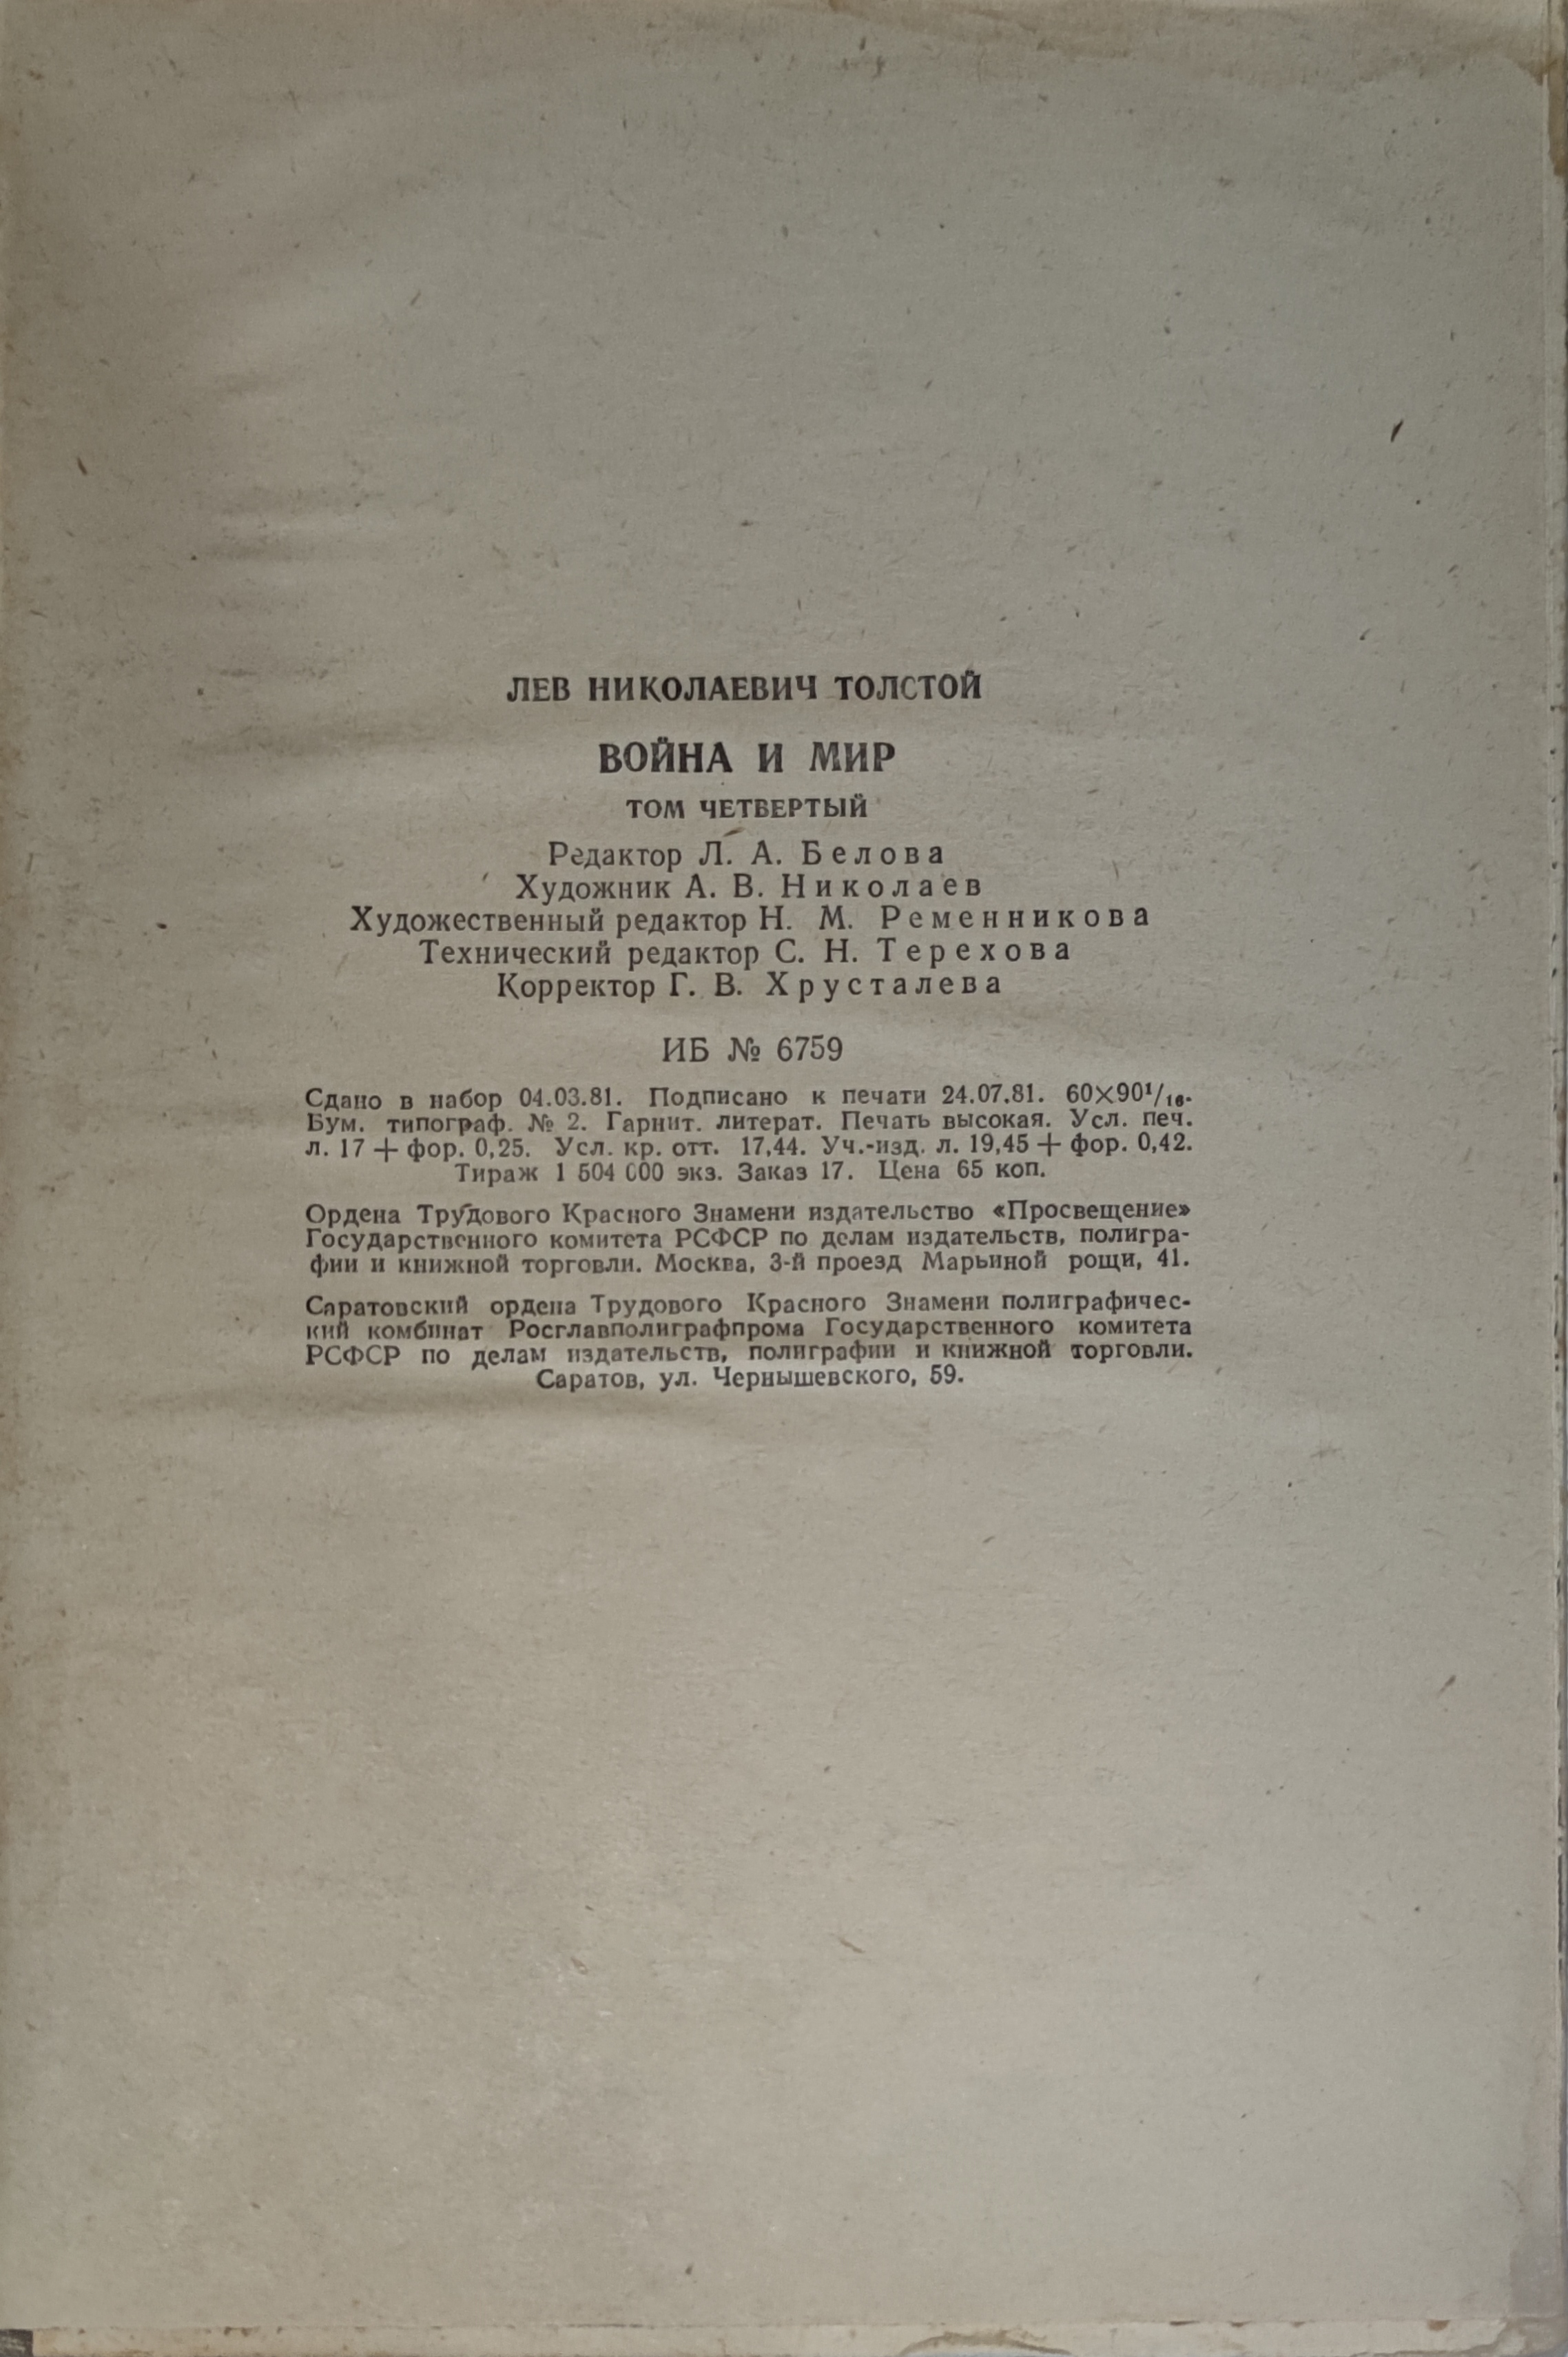 ЛЕВ НИКОЛАЕВИЧ ТОЛСТОЙ
ВОЙНА И МИР
ТОМ ЧЕТВЕРТЫЙ
Редактор Л. А. Белова
Художник А. В. Николаев
Художественный редактор Н. М. Ременникова
Технический редактор С. Н. Терехова
Корректор Г. В. Хрусталева
ИБ № 6759
Сдано в набор 04.03.81. Подписано к печати 24.07.81. 60×90¹/₁₆.
Бум. типограф. № 2. Гарнит. литерат. Печать высокая. Усл. печ.
л. 17 + фор. 0,25. Усл. кр. отт. 17,44. Уч.-изд. л. 19,45 + фор. 0,42.
Тираж 1 504 000 экз. Заказ 17. Цена 65 коп.
Ордена Трудового Красного Знамени издательство «Просвещение»
Государственного комитета РСФСР по делам издательств, полигра-
фии и книжной торговли. Москва, 3-й проезд Марьиной рощи, 41.
Саратовский ордена Трудового Красного Знамени полиграфичес-
кий комбинат Росглавполиграфпрома Государственного комитета
РСФСР по делам издательств, полиграфии и книжной торговли.
Саратов, ул. Чернышевского, 59.